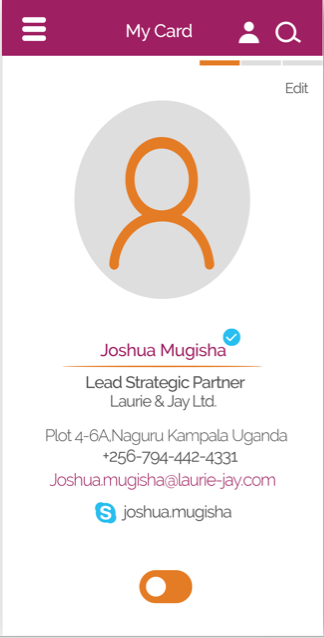 My Card
Edit
Joshua Mugisha
Lead Strategic Partner
Laurie & Jay Ltd.
Plot 4-6A,Naguru Kampala Uganda
+256-794-442-4331
Joshua.mugisha@laurie-jay.com
joshua.mugisha